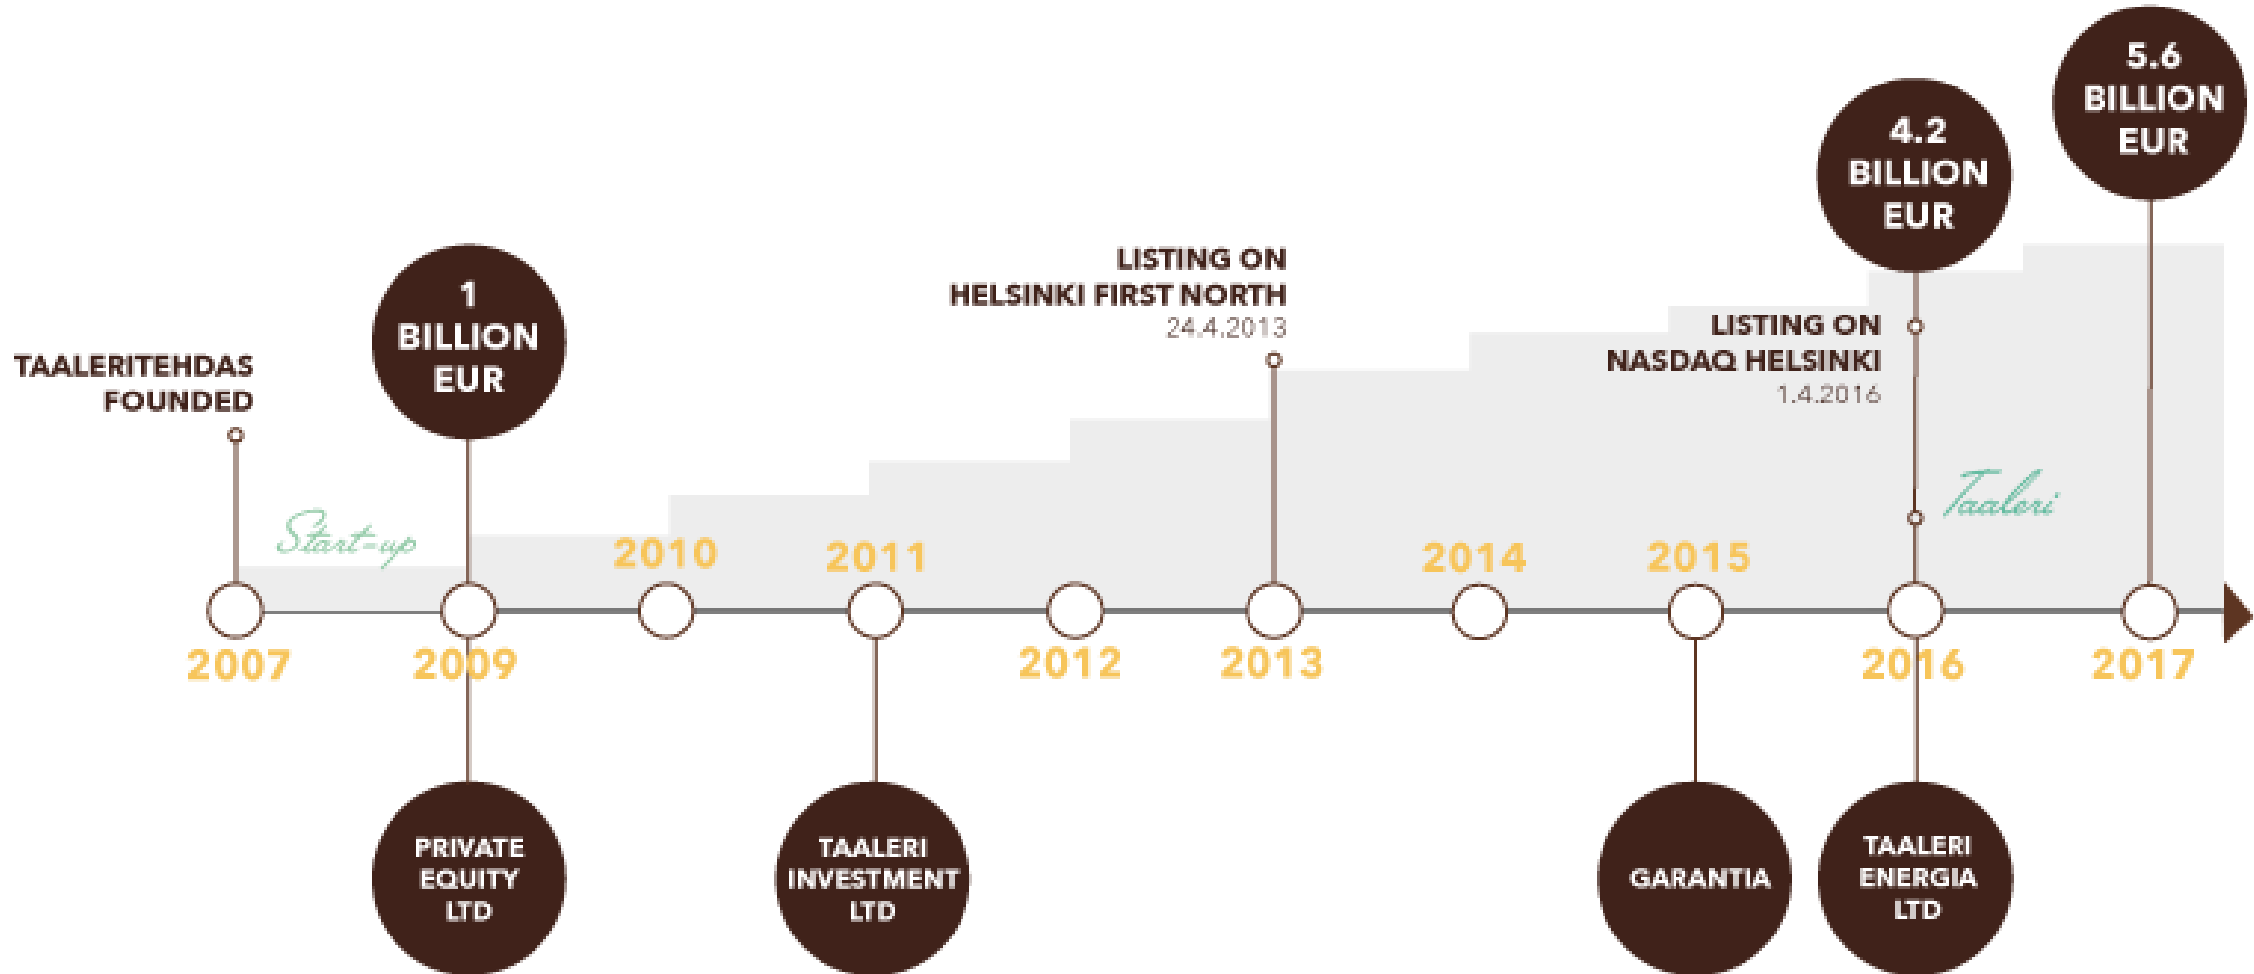 5.6
BILLION
EUR
4.2
BILLION
EUR
1
BILLION
EUR
LISTING ON
HELSINKI FIRST NORTH
24.4.2013
LISTING ON
NASDAQ HELSINKI
1.4.2016
TAALERITEHDAS
FOUNDED
Start-up
Taaleri
2010
2011
2014
2015
2007
2009
2012
2013
2016
2017
PRIVATE
EQUITY
LTD
TAALERI
INVESTMENT
LTD
GARANTIA
TAALERI
ENERGIA
LTD